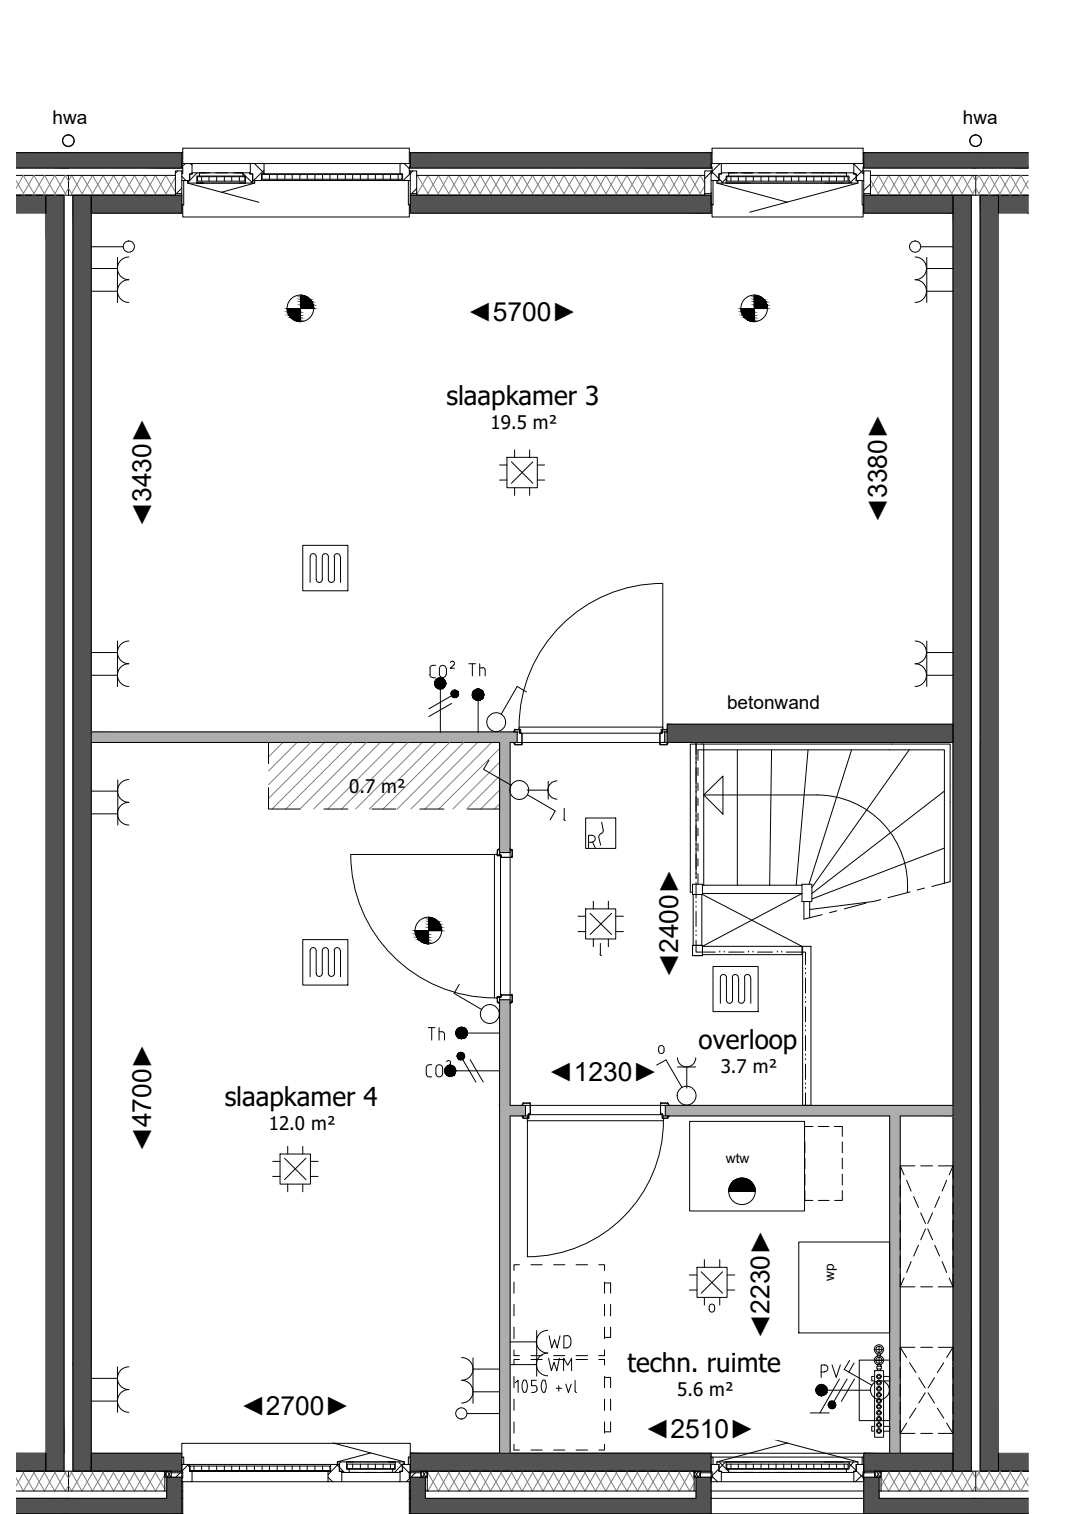 hwa
hwa
5700
slaapkamer 3
19.5 m²
3430
3380
CO²
Th
betonwand
0.7 m²
l
R
2400
l
overloop
3.7 m²
o
1230
Th
CO²
4700
slaapkamer 4
12.0 m²
wtw
2230
wp
o
WD
WM
1050 +vl
techn. ruimte
5.6 m²
PV
2700
2510